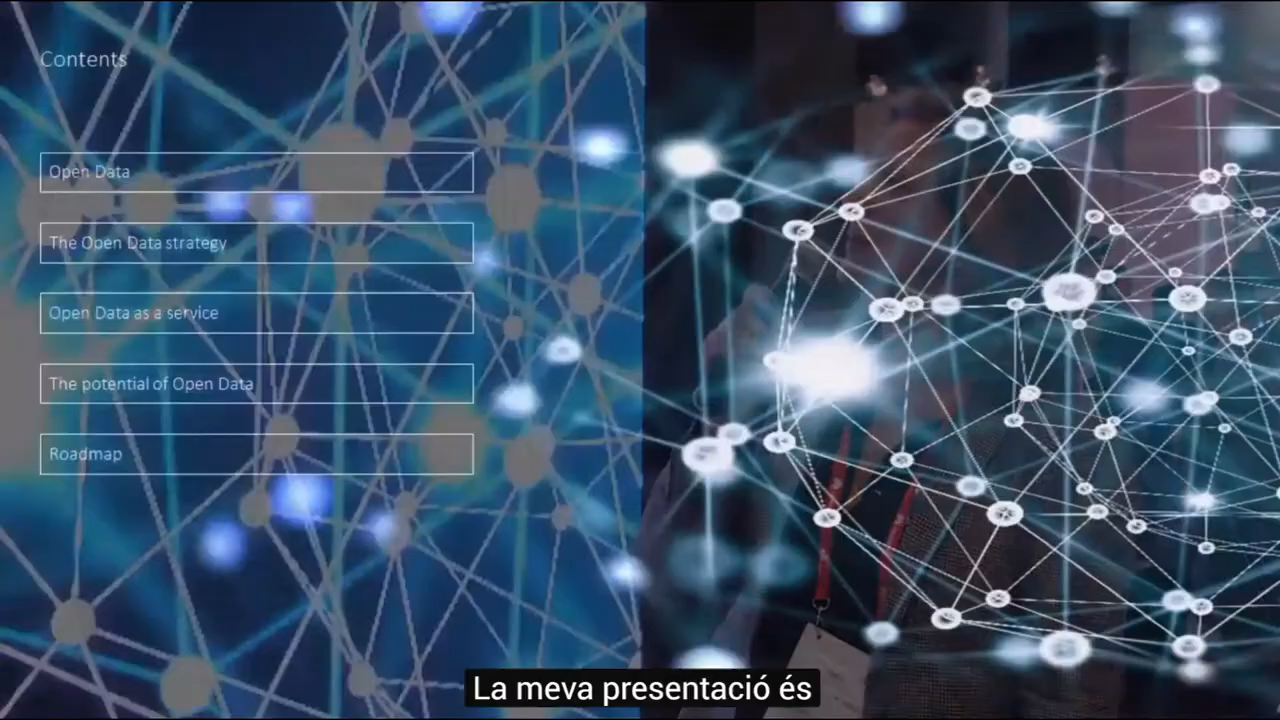 Contents
Open Data
The Open Data strategy
Open Data as a service
The potential of Open Data
Roadmap
La meva presentació és